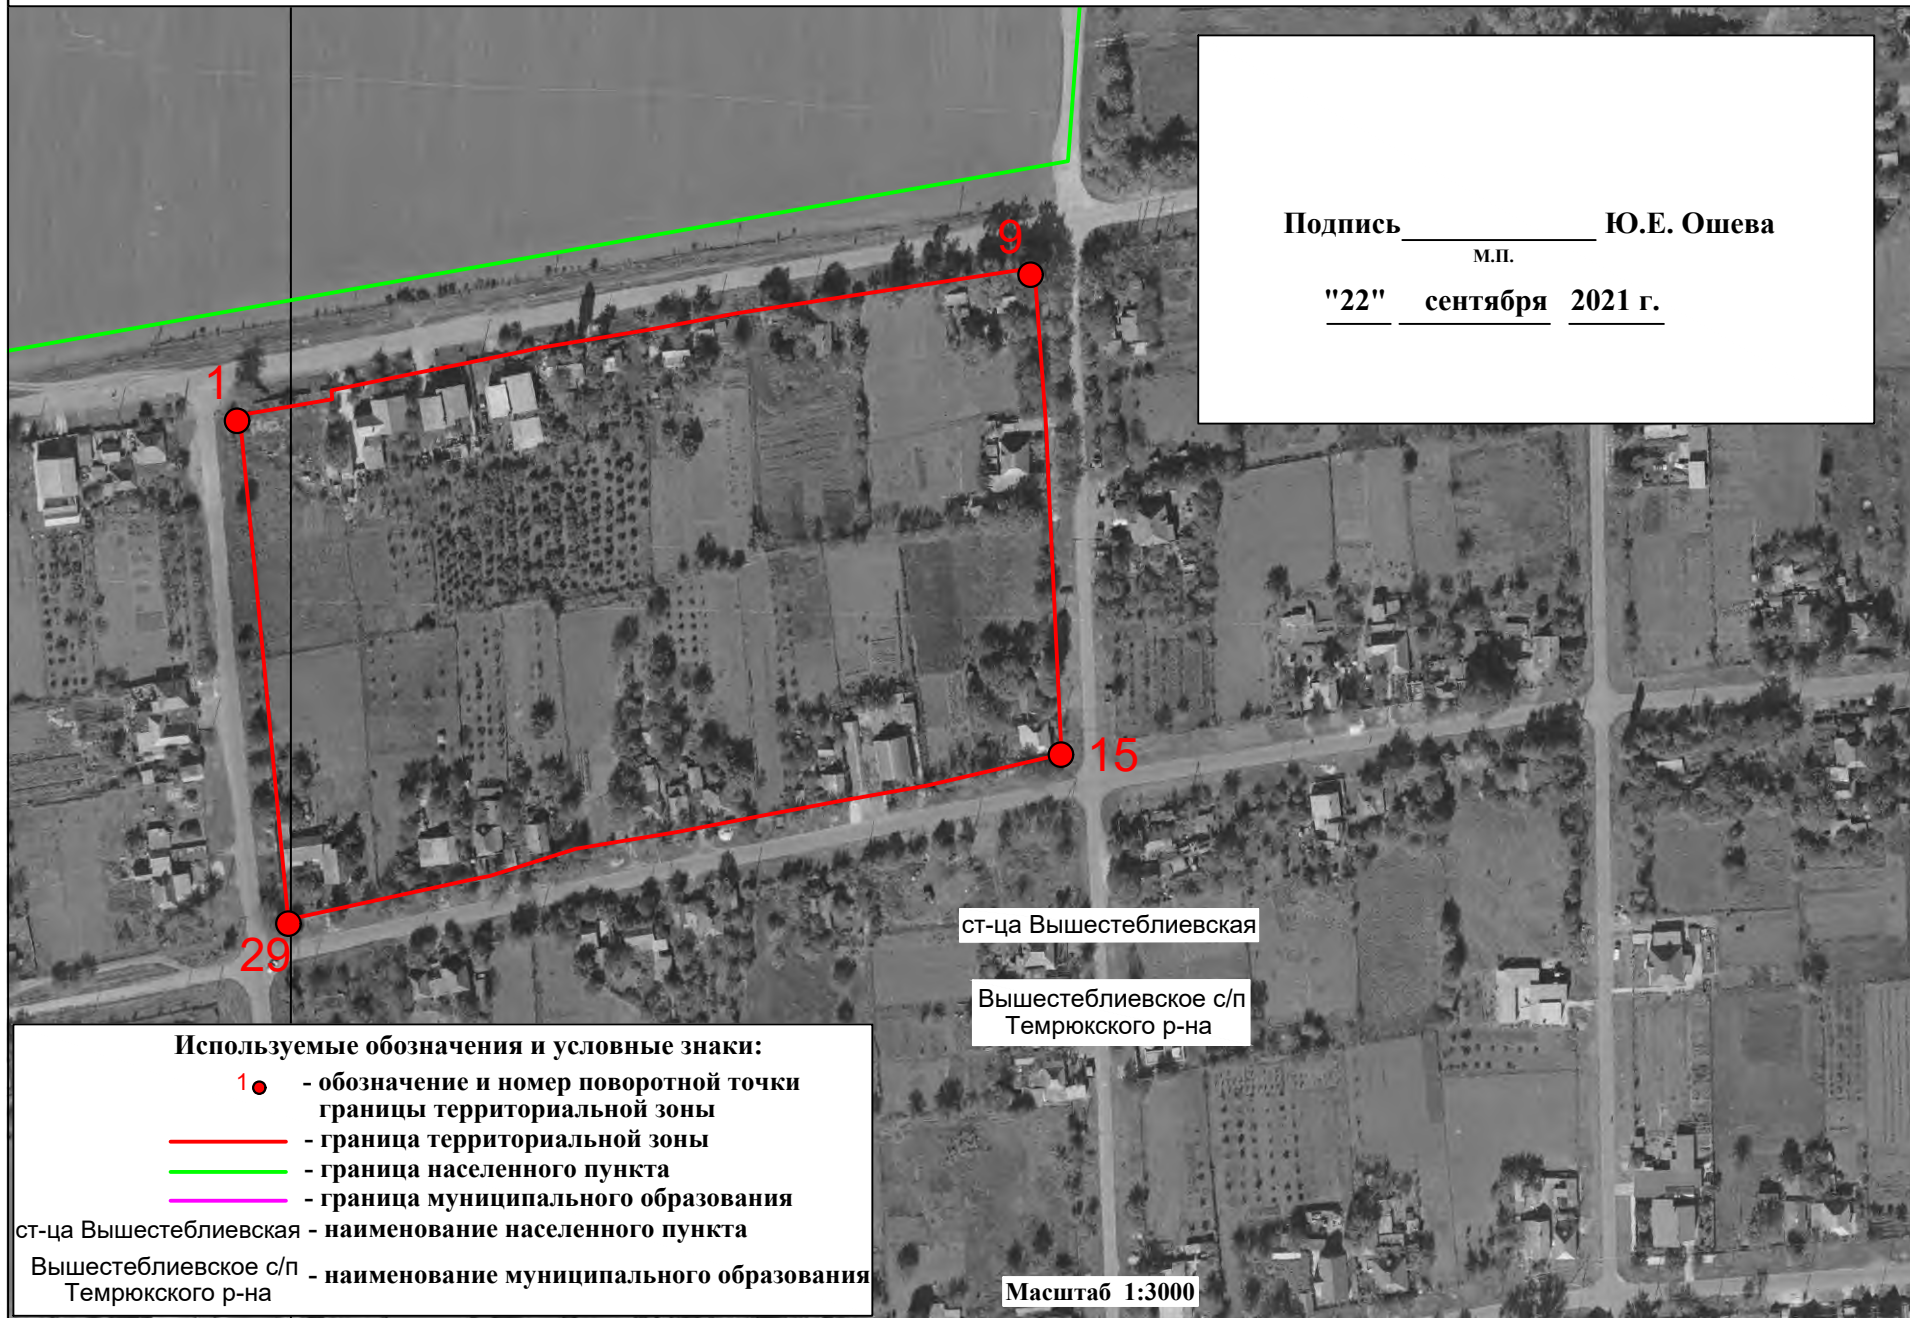 Подпись______________ Ю.Е. Ошева
М.П.
"22" сентября 2021 г.
9
1
15
29
ст-ца Вышестеблиевская
Вышестеблиевское с/п
Темрюкского р-на
Используемые обозначения и условные знаки:
1 - обозначение и номер поворотной точки
границы территориальной зоны
- граница территориальной зоны
- граница населенного пункта
- граница муниципального образования
ст-ца Вышестеблиевская - наименование населенного пункта
Вышестеблиевское с/п
Темрюкского р-на - наименование муниципального образования
Масштаб 1:3000